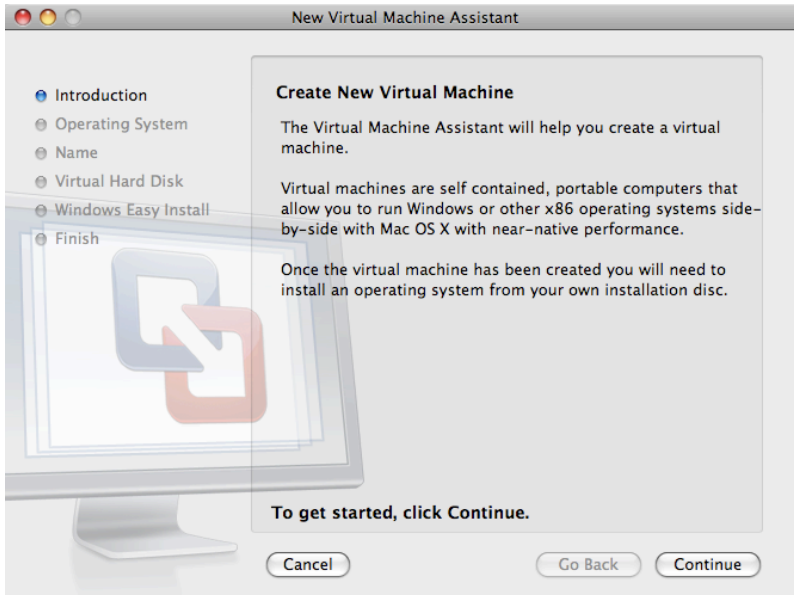 New Virtual Machine Assistant
Introduction
Operating System
Name
Virtual Hard Disk
Windows Easy Install
Finish
Create New Virtual Machine
The Virtual Machine Assistant will help you create a virtual
machine.
Virtual machines are self contained, portable computers that
allow you to run Windows or other x86 operating systems side-
by-side with Mac OS X with near-native performance.
Once the virtual machine has been created you will need to
install an operating system from your own installation disc.
To get started, click Continue.
Cancel
Go Back
Continue